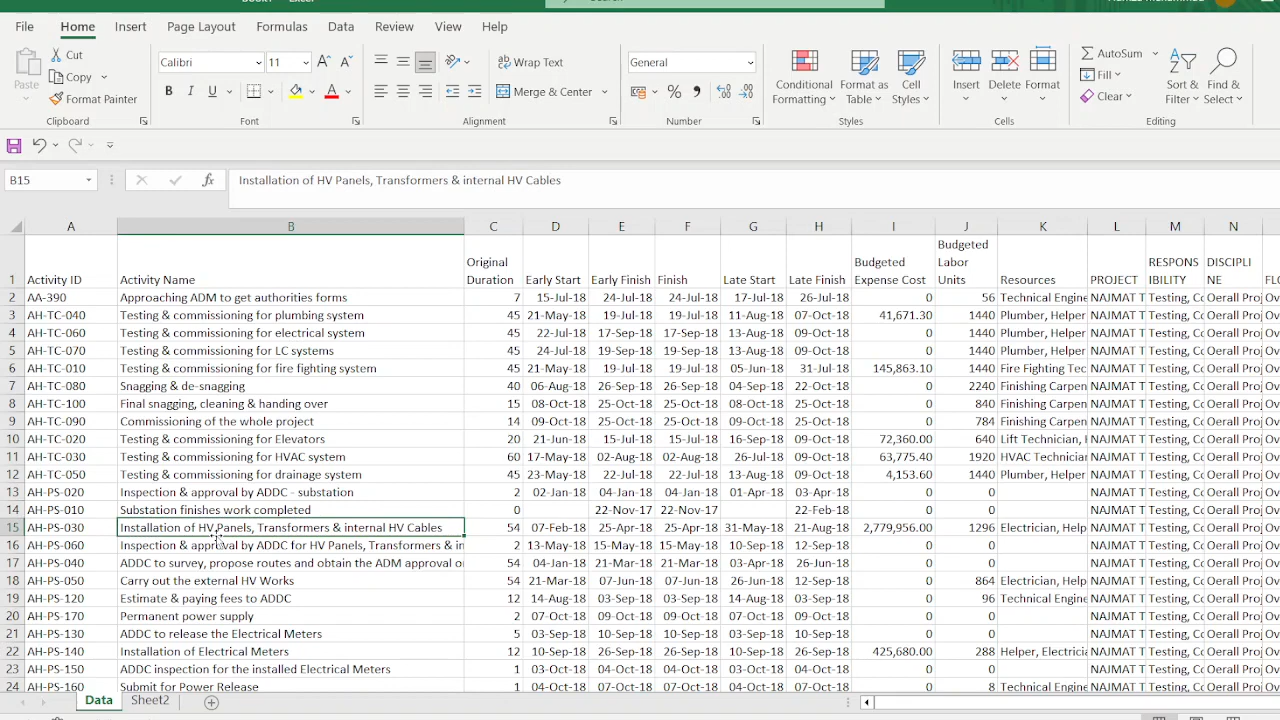 File Home Insert Page Layout Formulas Data Review View Help
Paste
Cut
Copy
Format Painter
Clipboard
Calibri 11
B I U
Font
Wrap Text
Merge & Center
Alignment
General
Number
Conditional Formatting
Format as Table
Cell Styles
Styles
Insert Delete Format
Cells
AutoSum
Fill
Clear
Sort & Filter
Find & Select
Editing
B15 fx Installation of HV Panels, Transformers & internal HV Cables
A B C D E F G H I J K L M N
1 Activity ID Activity Name Original Duration Early Start Early Finish Finish Late Start Late Finish Budgeted Expense Cost Budgeted Labor Units Resources PROJECT RESPONSIBILITY DISCIPLINE FLO
2 AA-390 Approaching ADM to get authorities forms 7 15-Jul-18 24-Jul-18 24-Jul-18 17-Jul-18 26-Jul-18 0 56 Technical Engine NAJMAT T Testing, Co Oerall Proj
3 AH-TC-040 Testing & commissioning for plumbing system 45 21-May-18 19-Jul-18 19-Jul-18 11-Aug-18 07-Oct-18 41,671.30 1440 Plumber, Helper NAJMAT T Testing, Co Oerall Proj
4 AH-TC-060 Testing & commissioning for electrical system 45 22-Jul-18 17-Sep-18 17-Sep-18 13-Aug-18 09-Oct-18 0 1440 Plumber, Helper NAJMAT T Testing, Co Oerall Proj
5 AH-TC-070 Testing & commissioning for LC systems 45 24-Jul-18 19-Sep-18 19-Sep-18 13-Aug-18 09-Oct-18 0 1440 Plumber, Helper NAJMAT T Testing, Co Oerall Proj
6 AH-TC-010 Testing & commissioning for fire fighting system 45 21-May-18 19-Jul-18 19-Jul-18 05-Jun-18 31-Jul-18 145,863.10 1440 Fire Fighting Tec NAJMAT T Testing, Co Oerall Proj
7 AH-TC-080 Snagging & de-snagging 40 06-Aug-18 26-Sep-18 26-Sep-18 04-Sep-18 22-Oct-18 0 2240 Finishing Carpen NAJMAT T Testing, Co Oerall Proj
8 AH-TC-100 Final snagging, cleaning & handing over 15 08-Oct-18 25-Oct-18 25-Oct-18 08-Oct-18 25-Oct-18 0 840 Finishing Carpen NAJMAT T Testing, Co Oerall Proj
9 AH-TC-090 Commissioning of the whole project 14 09-Oct-18 25-Oct-18 25-Oct-18 09-Oct-18 25-Oct-18 0 784 Finishing Carpen NAJMAT T Testing, Co Oerall Proj
10 AH-TC-020 Testing & commissioning for Elevators 20 21-Jun-18 15-Jul-18 15-Jul-18 16-Sep-18 09-Oct-18 72,360.00 640 Lift Technician, H NAJMAT T Testing, Co Oerall Proj
11 AH-TC-030 Testing & commissioning for HVAC system 60 17-May-18 02-Aug-18 02-Aug-18 26-Jul-18 09-Oct-18 63,775.40 1920 HVAC Technician NAJMAT T Testing, Co Oerall Proj
12 AH-TC-050 Testing & commissioning for drainage system 45 23-May-18 22-Jul-18 22-Jul-18 13-Aug-18 09-Oct-18 4,153.60 1440 Plumber, Helper NAJMAT T Testing, Co Oerall Proj
13 AH-PS-020 Inspection & approval by ADDC - substation 2 02-Jan-18 04-Jan-18 04-Jan-18 01-Apr-18 03-Apr-18 0 0 NAJMAT T Testing, Co Oerall Proj
14 AH-PS-010 Substation finishes work completed 0 22-Nov-17 22-Nov-17 22-Feb-18 0 0 NAJMAT T Testing, Co Oerall Proj
15 AH-PS-030 Installation of HV Panels, Transformers & internal HV Cables 54 07-Feb-18 25-Apr-18 25-Apr-18 31-May-18 21-Aug-18 2,779,956.00 1296 Electrician, Help NAJMAT T Testing, Co Oerall Proj
16 AH-PS-060 Inspection & approval by ADDC for HV Panels, Transformers & in 2 13-May-18 15-May-18 15-May-18 10-Sep-18 12-Sep-18 0 0 NAJMAT T Testing, Co Oerall Proj
17 AH-PS-040 ADDC to survey, propose routes and obtain the ADM approval o 54 04-Jan-18 21-Mar-18 21-Mar-18 03-Apr-18 26-Jun-18 0 0 NAJMAT T Testing, Co Oerall Proj
18 AH-PS-050 Carry out the external HV Works 54 21-Mar-18 07-Jun-18 07-Jun-18 26-Jun-18 12-Sep-18 0 864 Electrician, Help NAJMAT T Testing, Co Oerall Proj
19 AH-PS-120 Estimate & paying fees to ADDC 12 14-Aug-18 03-Sep-18 03-Sep-18 14-Aug-18 03-Sep-18 0 96 Technical Engine NAJMAT T Testing, Co Oerall Proj
20 AH-PS-170 Permanent power supply 2 07-Oct-18 09-Oct-18 09-Oct-18 07-Oct-18 09-Oct-18 0 0 NAJMAT T Testing, Co Oerall Proj
21 AH-PS-130 ADDC to release the Electrical Meters 5 03-Sep-18 10-Sep-18 10-Sep-18 03-Sep-18 10-Sep-18 0 0 NAJMAT T Testing, Co Oerall Proj
22 AH-PS-140 Installation of Electrical Meters 12 10-Sep-18 26-Sep-18 26-Sep-18 10-Sep-18 26-Sep-18 425,680.00 288 Helper, Electricia NAJMAT T Testing, Co Oerall Proj
23 AH-PS-150 ADDC inspection for the installed Electrical Meters 1 03-Oct-18 04-Oct-18 04-Oct-18 03-Oct-18 04-Oct-18 0 0 NAJMAT T Testing, Co Oerall Proj
24 AH-PS-160 Submit for Power Release 1 04-Oct-18 07-Oct-18 07-Oct-18 04-Oct-18 07-Oct-18 0 8 Technical Engine NAJMAT T Testing, Co Oerall Proj
Data Sheet2